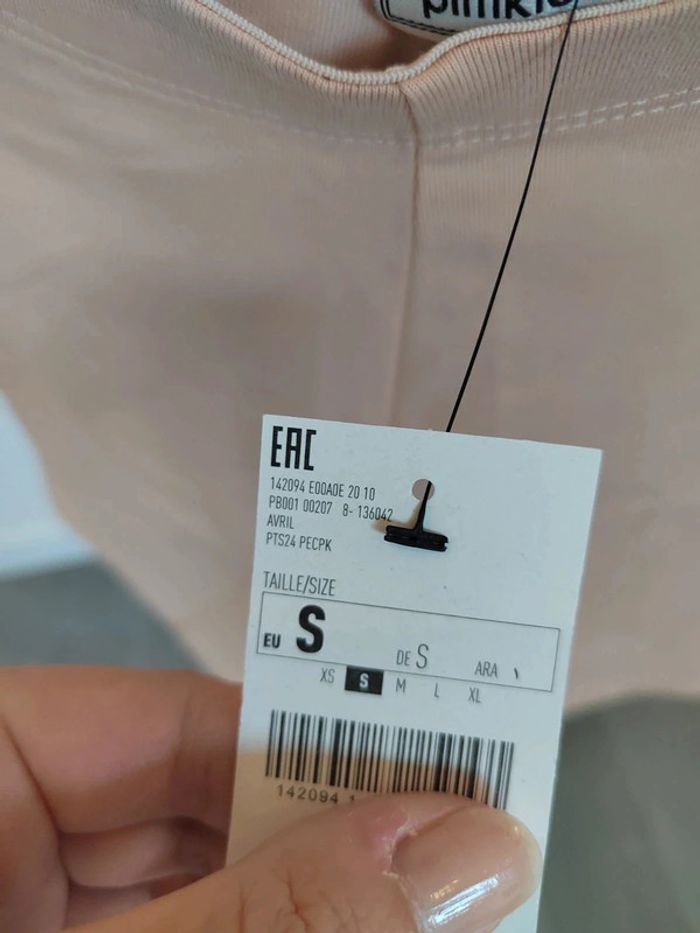 EAC
142094 E00A0E 20 10
PB001 00207 8- 136042
AVRIL
PTS24 PECPK
TAILLE/SIZE
EU S DE S ARA
XS S M L XL
142094